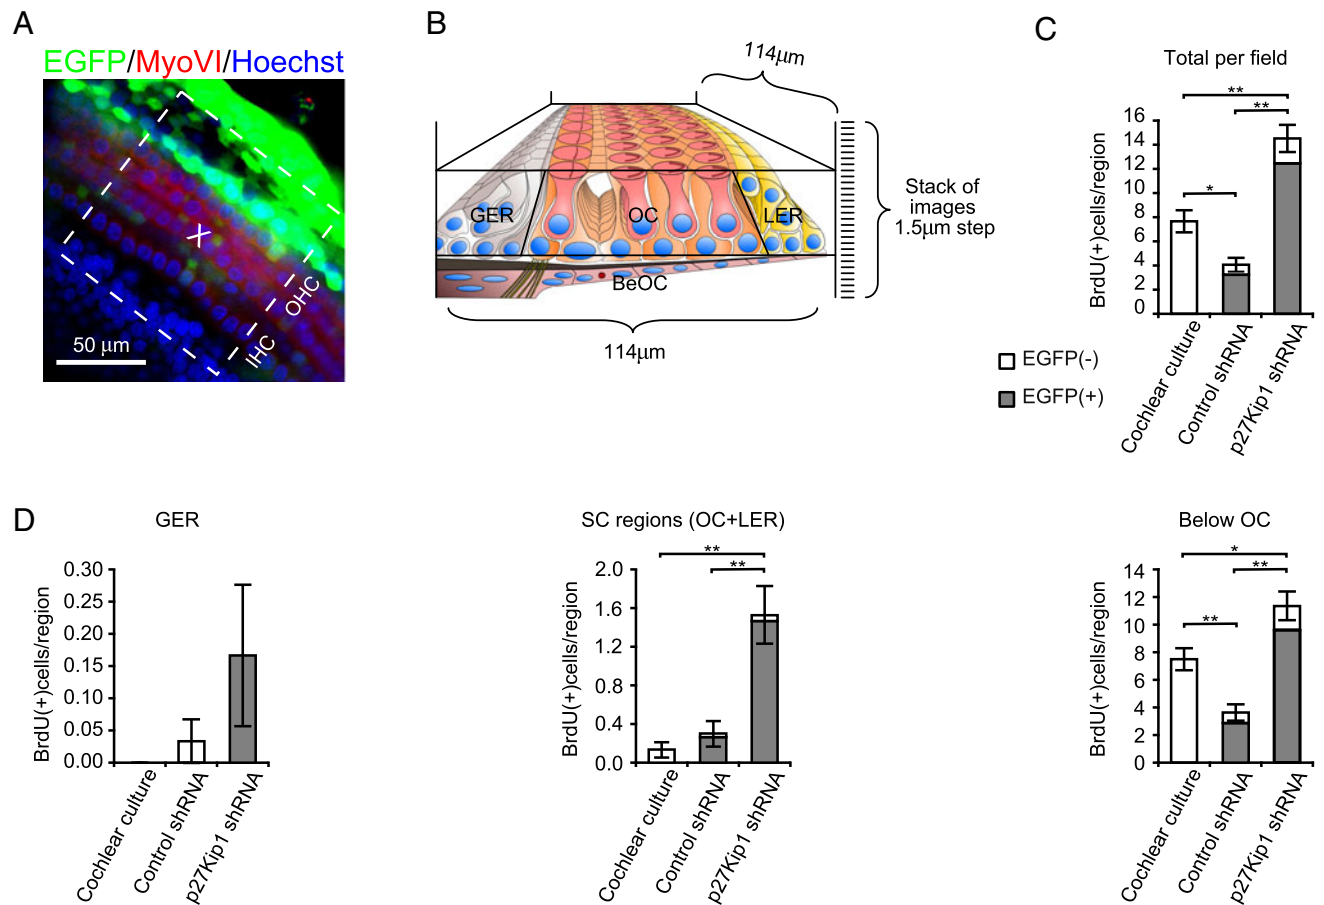 A
EGFP/MyoVI/Hoechst
X
OHC
IHC
50 μm
B
114μm
GER
OC
LER
BeOC
114μm
Stack of
images
1.5μm step
C
Total per field
**
**
*
BrdU(+)cells/region
16
14
12
10
8
6
4
2
0
Cochlear culture
Control shRNA
p27Kip1 shRNA
EGFP(-)
EGFP(+)
D
GER
BrdU(+)cells/region
0.30
0.25
0.20
0.15
0.10
0.05
0.00
Cochlear culture
Control shRNA
p27Kip1 shRNA
SC regions (OC+LER)
**
**
BrdU(+)cells/region
2.0
1.6
1.2
0.8
0.4
0.0
Cochlear culture
Control shRNA
p27Kip1 shRNA
Below OC
*
**
**
BrdU(+)cells/region
14
12
10
8
6
4
2
0
Cochlear culture
Control shRNA
p27Kip1 shRNA